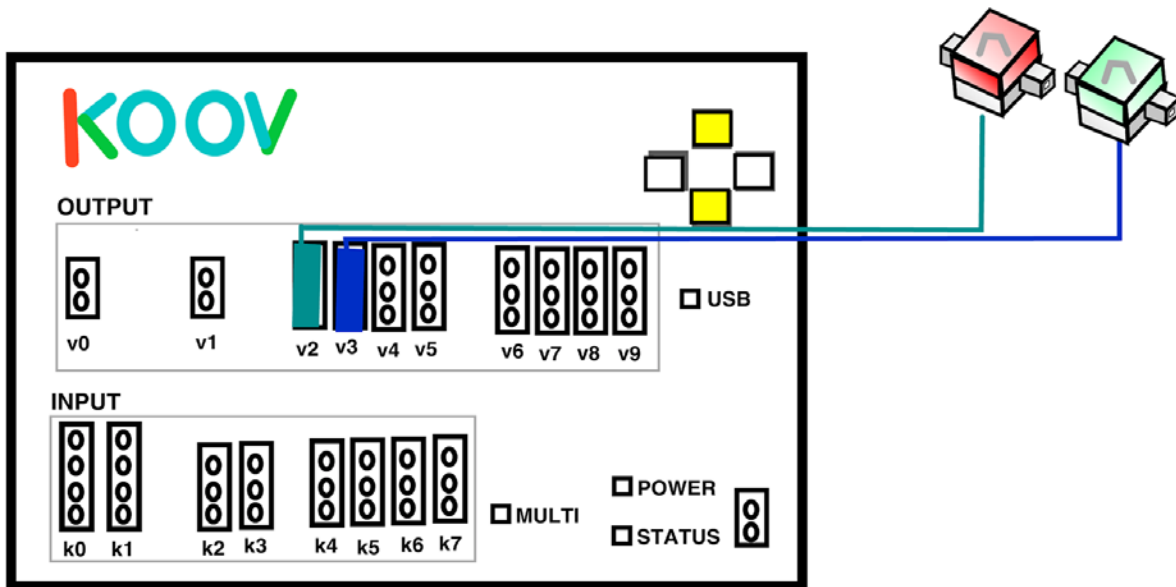 KOOV
OUTPUT
v0 v1 v2 v3 v4 v5 v6 v7 v8 v9
USB
INPUT
k0 k1 k2 k3 k4 k5 k6 k7
MULTI
POWER
STATUS